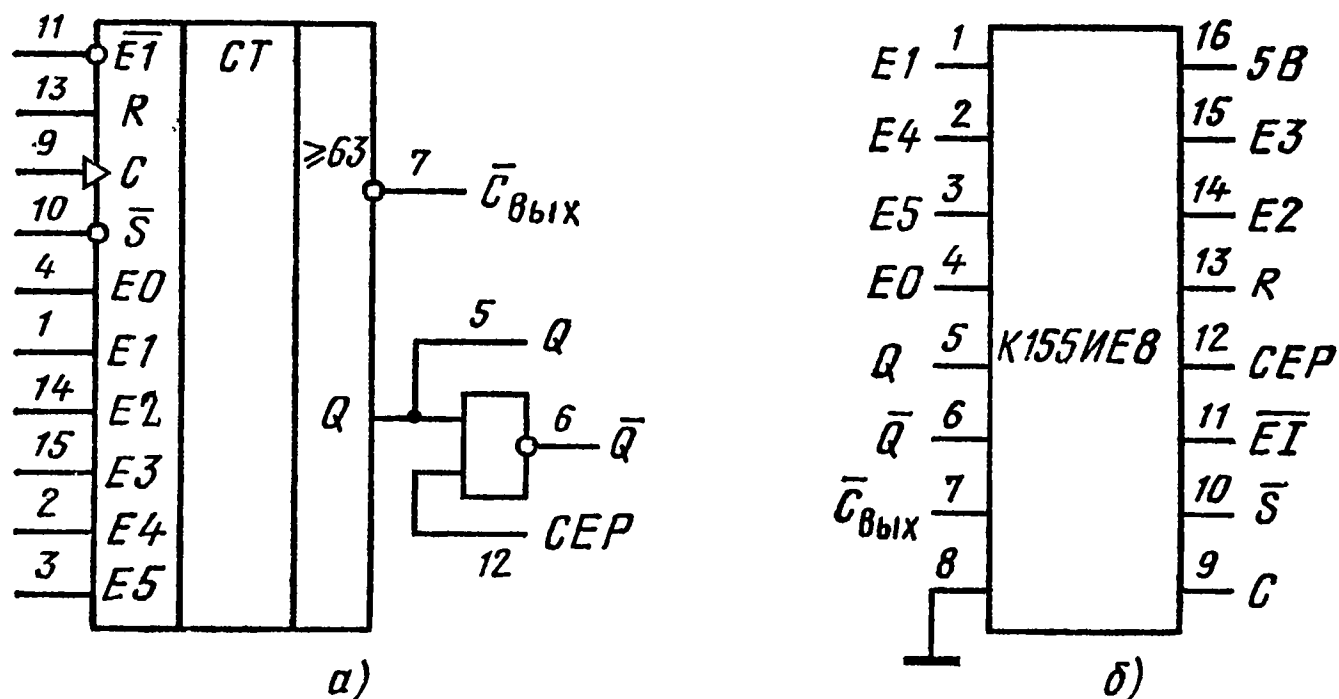 11 E̅1̅ CT
13 R
9 C
≥63 7 C̅вых
10 S̅
4 E0
1 E1
5 Q
14 E2
Q
6 Q̅
15 E3
2 E4
CEP
12
3 E5
а)
E1 1 16 5В
E4 2 15 E3
E5 3 14 E2
E0 4 13 R
Q 5 К155ИЕ8 12 CEP
Q̅ 6 11 E̅I̅
C̅вых 7 10 S̅
8 9 C
б)